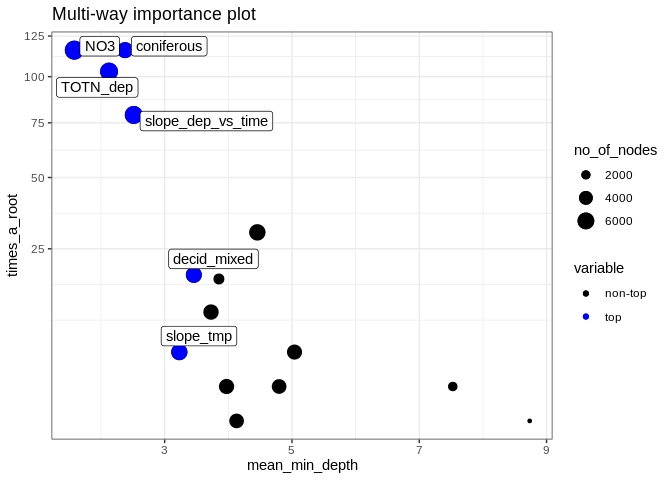 Multi-way importance plot
125
100
75
50
25
times_a_root
NO3
coniferous
TOTN_dep
slope_dep_vs_time
decid_mixed
slope_tmp
3
5
7
9
mean_min_depth
no_of_nodes
2000
4000
6000
variable
non-top
top